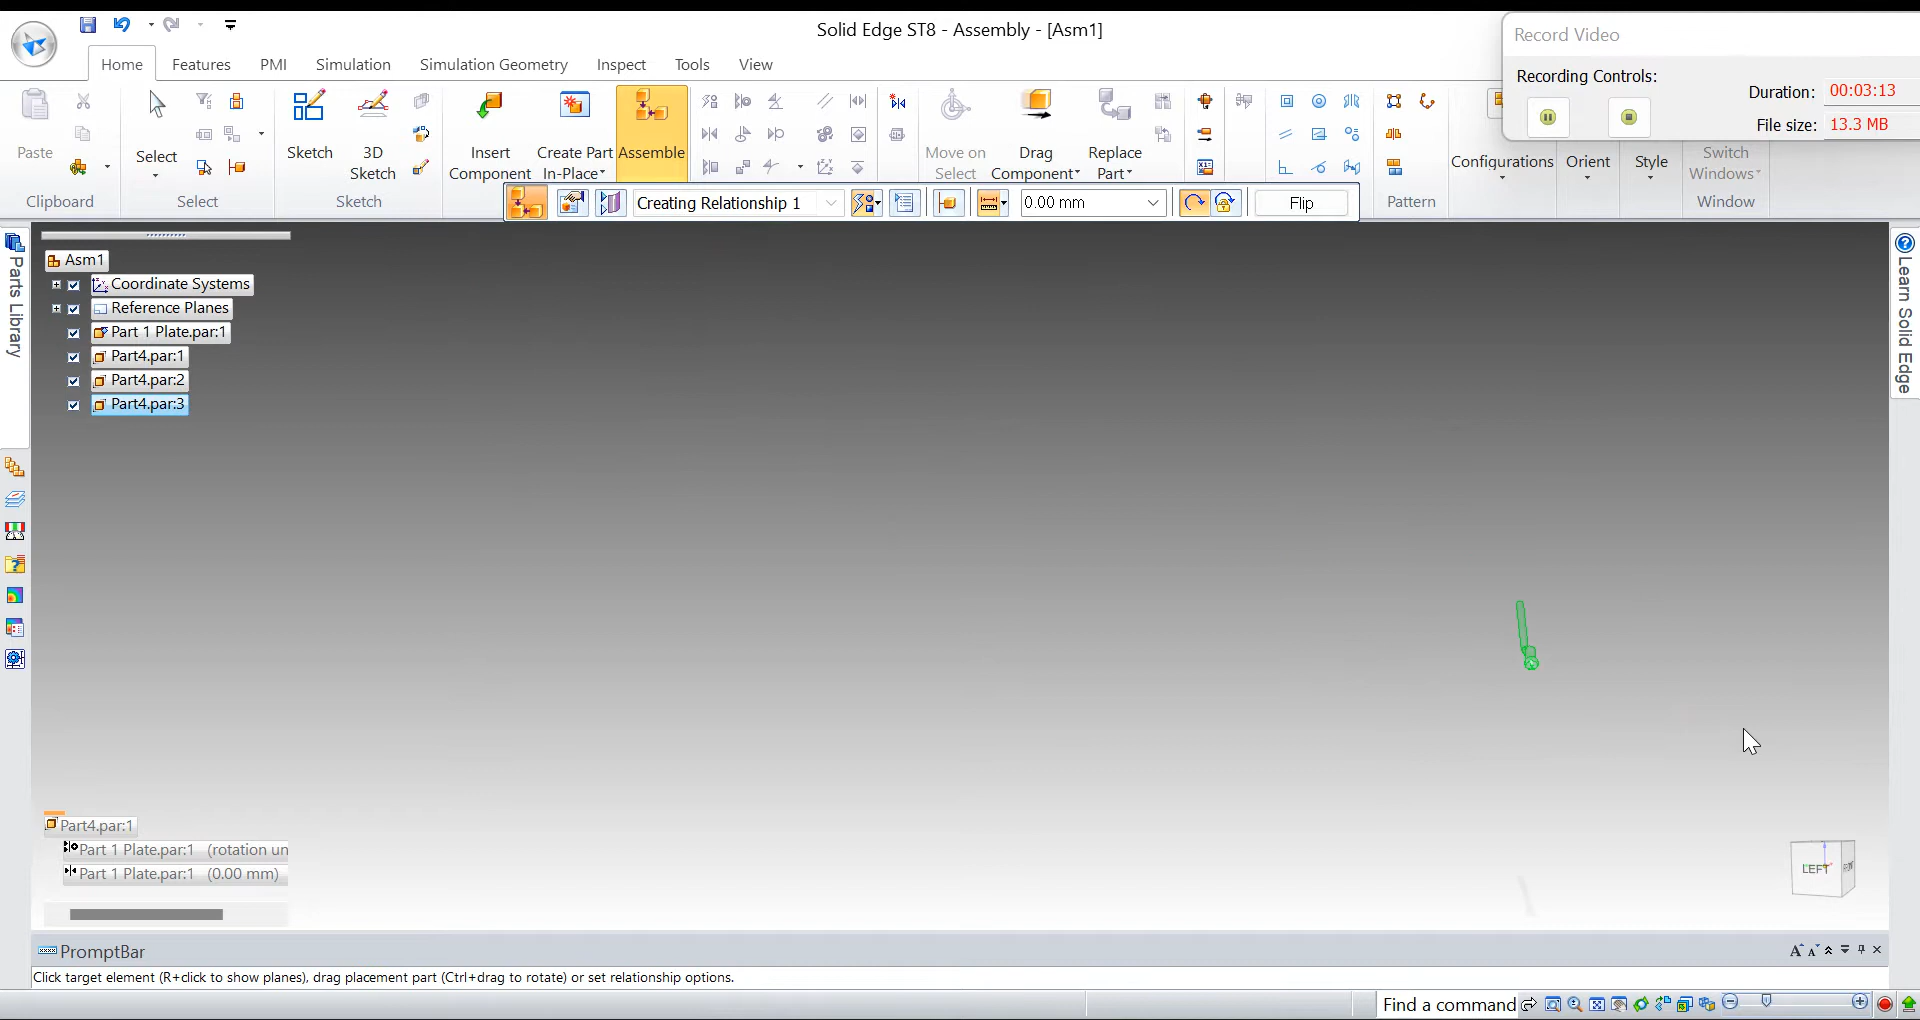 Solid Edge ST8 - Assembly - [Asm1]
Record Video
Recording Controls:
Duration: 00:03:13
File size: 13.3 MB
Home
Features
PMI
Simulation
Simulation Geometry
Inspect
Tools
View
Paste
Clipboard
Select
Select
Sketch
3D
Sketch
Sketch
Insert
Component
Create Part
In-Place
Assemble
Move on
Select
Drag
Component
Replace
Part
Pattern
Configurations
Orient
Style
Switch
Windows
Window
Creating Relationship 1
0.00 mm
Flip
Parts Library
Asm1
Coordinate Systems
Reference Planes
Part 1 Plate.par:1
Part4.par:1
Part4.par:2
Part4.par:3
Learn Solid Edge
Part4.par:1
Part 1 Plate.par:1 (rotation un
Part 1 Plate.par:1 (0.00 mm)
LEFT
PromptBar
Click target element (R+click to show planes), drag placement part (Ctrl+drag to rotate) or set relationship options.
Find a command